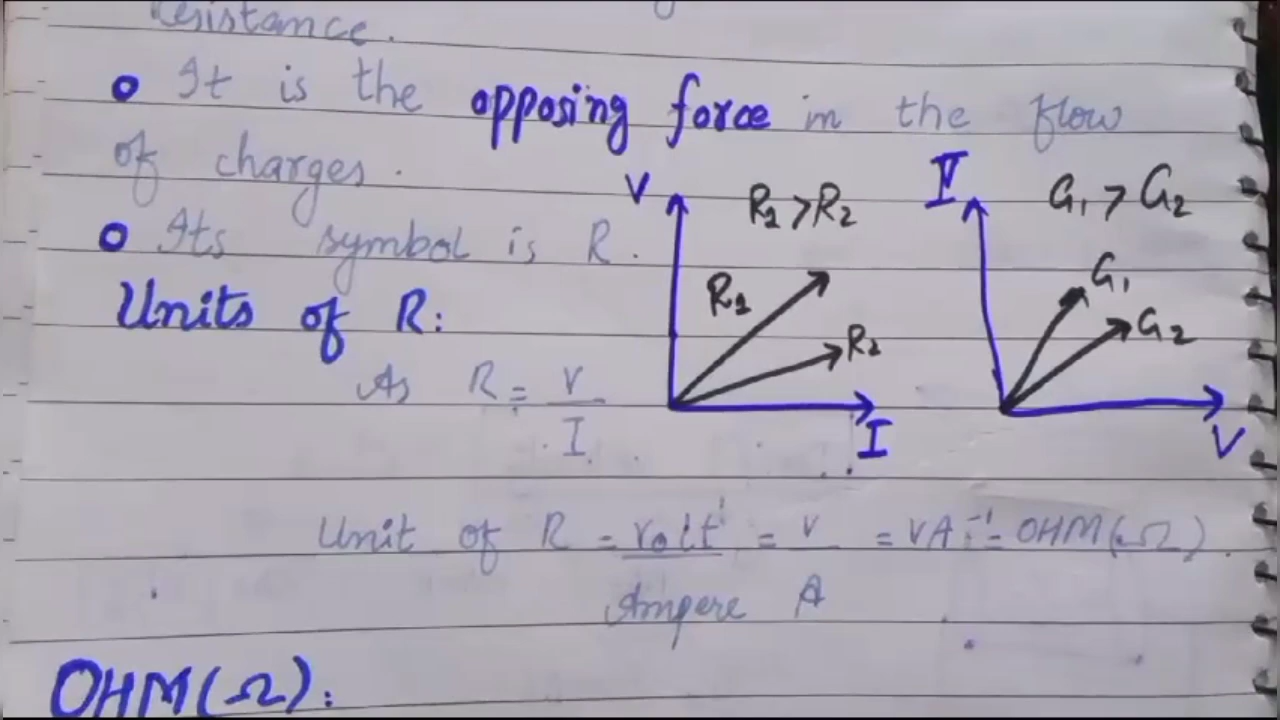 Resistance.
• It is the opposing force in the flow
of charges.
• Its symbol is R.
Units of R:
As R = V
I
V
R1 > R2
R1
R2
I
I
G1 > G2
G1
G2
V
Unit of R = Volt = V = VA⁻¹ = OHM(Ω).
Ampere A
OHM(Ω):